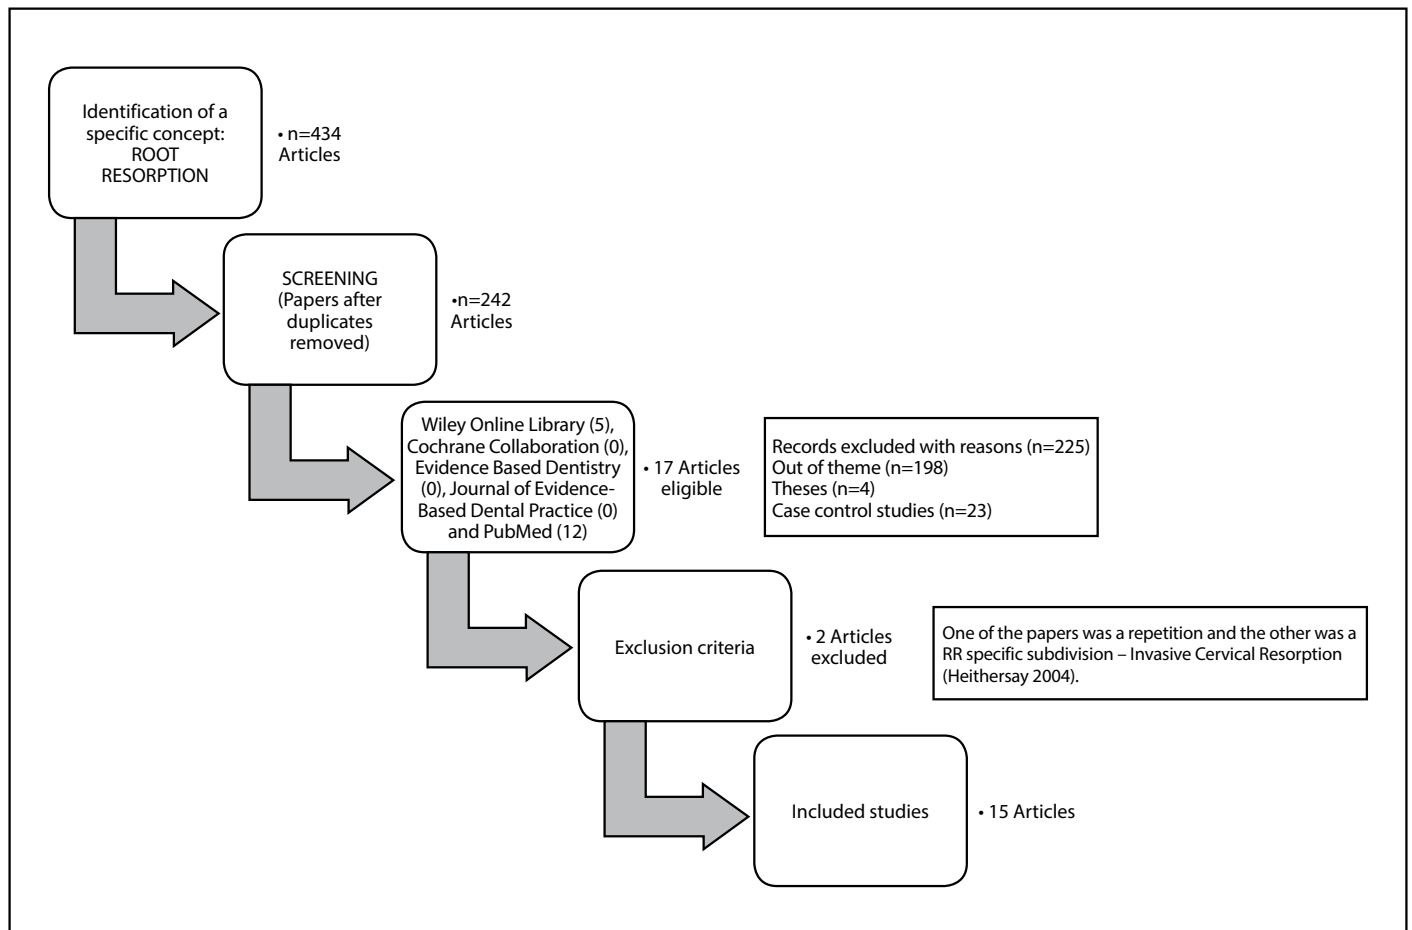 Identification of a
specific concept:
ROOT
RESORPTION
• n=434
Articles
SCREENING
(Papers after
duplicates
removed)
•n=242
Articles
Wiley Online Library (5),
Cochrane Collaboration (0),
Evidence Based Dentistry
(0), Journal of Evidence-
Based Dental Practice (0)
and PubMed (12)
• 17 Articles
eligible
Records excluded with reasons (n=225)
Out of theme (n=198)
Theses (n=4)
Case control studies (n=23)
Exclusion criteria
• 2 Articles
excluded
One of the papers was a repetition and the other was a
RR specific subdivision – Invasive Cervical Resorption
(Heithersay 2004).
Included studies
• 15 Articles